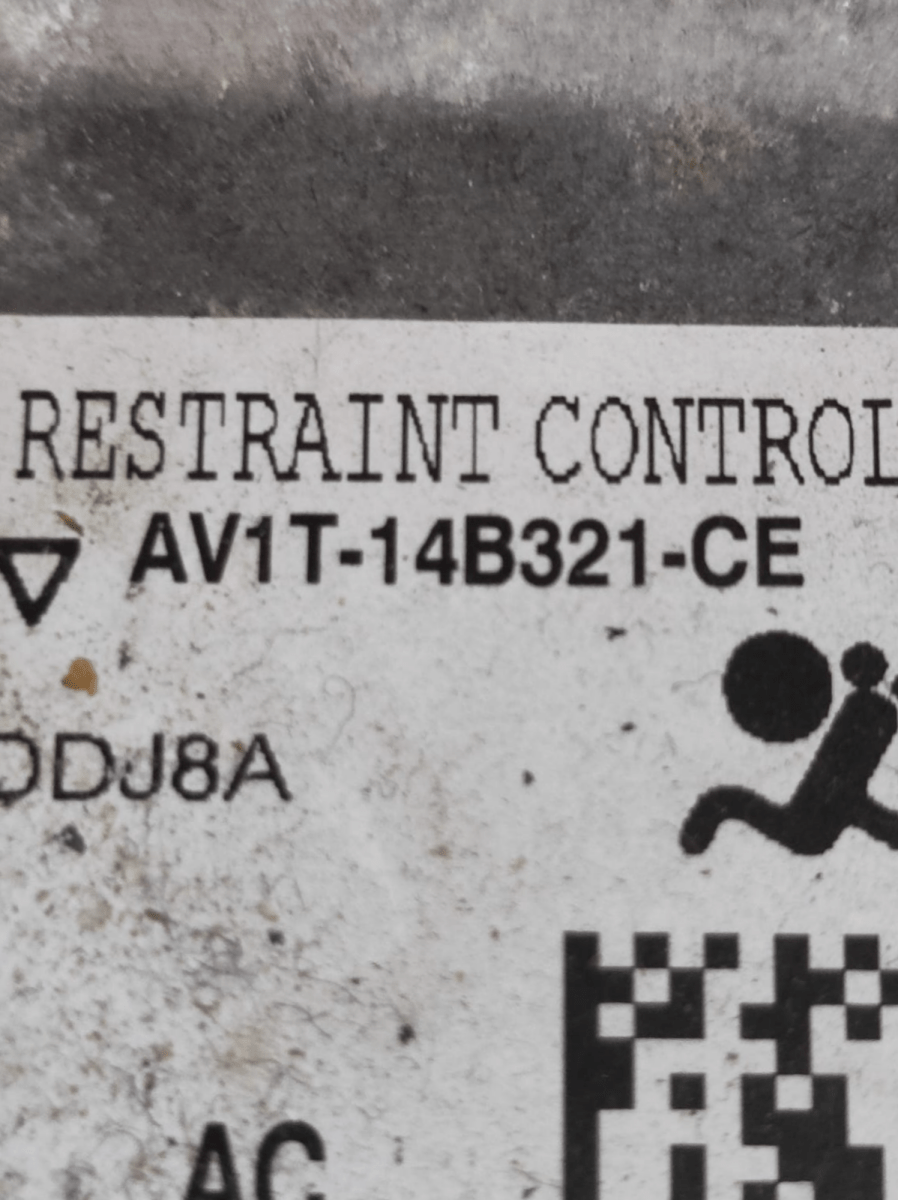 RESTRAINT CONTROL
AV1T-14B321-CE
DDJ8A
AC